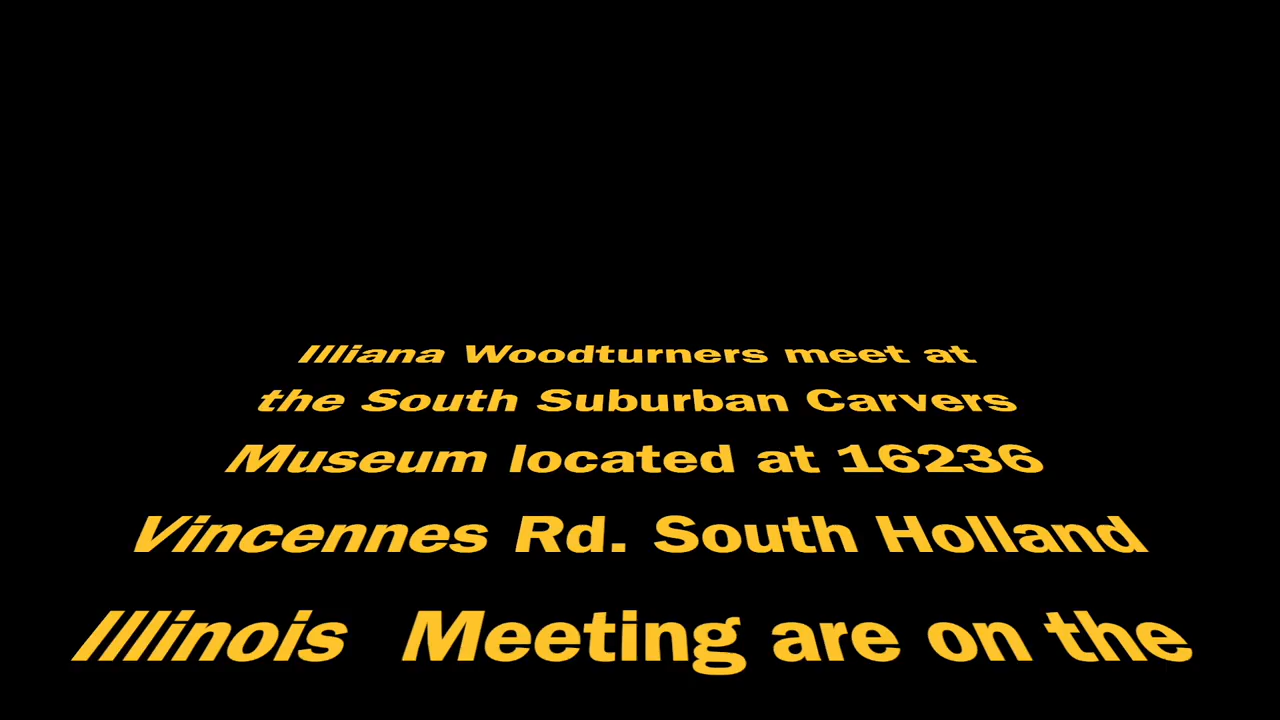 Illiana Woodturners meet at
the South Suburban Carvers
Museum located at 16236
Vincennes Rd. South Holland
Illinois  Meeting are on the